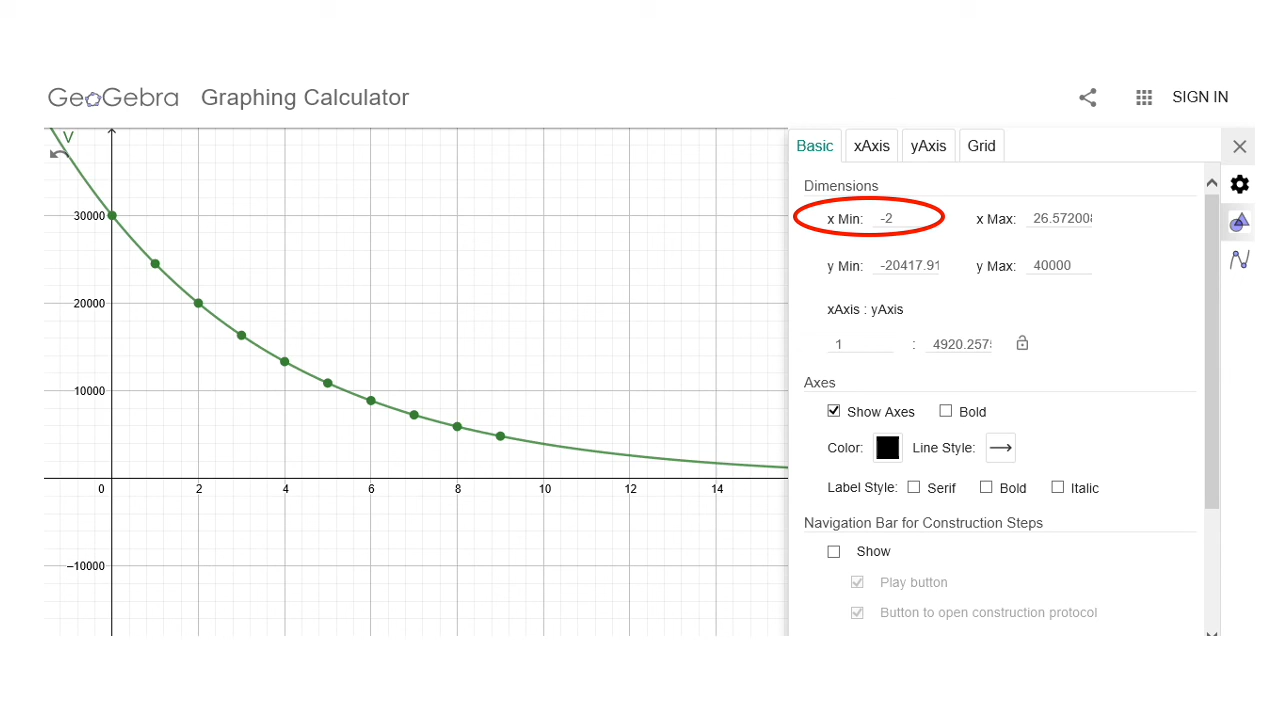 GeoGebra Graphing Calculator SIGN IN
V
Basic xAxis yAxis Grid
Dimensions
x Min: -2 x Max: 26.572008
y Min: -20417.91 y Max: 40000
xAxis : yAxis
1 : 4920.257
Axes
Show Axes Bold
Color: Line Style:
Label Style: Serif Bold Italic
Navigation Bar for Construction Steps
Show
Play button
Button to open construction protocol
30000
20000
10000
0 2 4 6 8 10 12 14
−10000